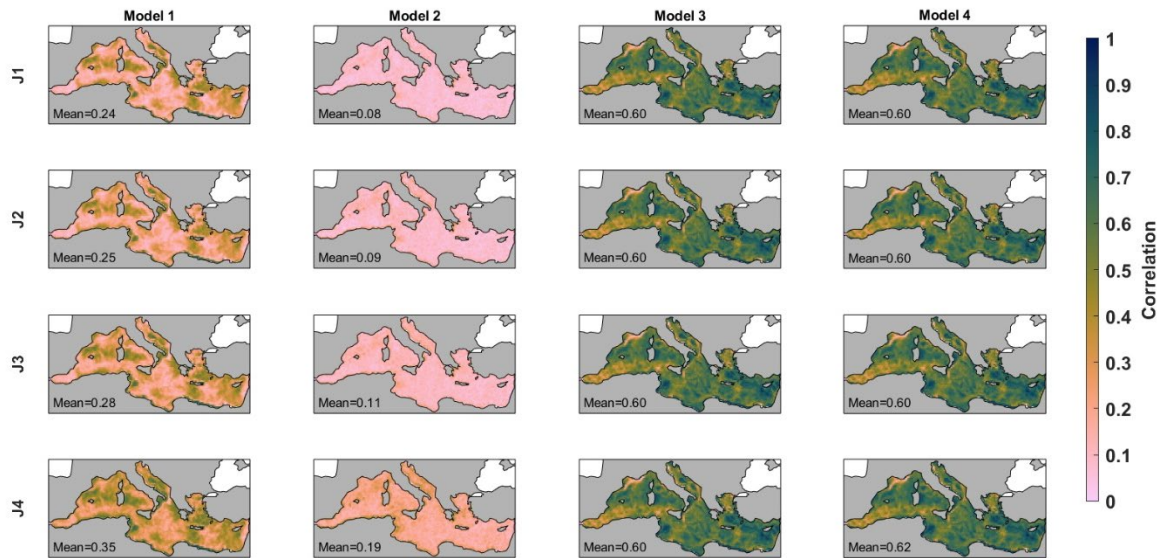 Model 1 Model 2 Model 3 Model 4
J1
Mean=0.24 Mean=0.08 Mean=0.60 Mean=0.60
J2
Mean=0.25 Mean=0.09 Mean=0.60 Mean=0.60
J3
Mean=0.28 Mean=0.11 Mean=0.60 Mean=0.60
J4
Mean=0.35 Mean=0.19 Mean=0.60 Mean=0.62
1
0.9
0.8
0.7
0.6
0.5
0.4
0.3
0.2
0.1
0
Correlation